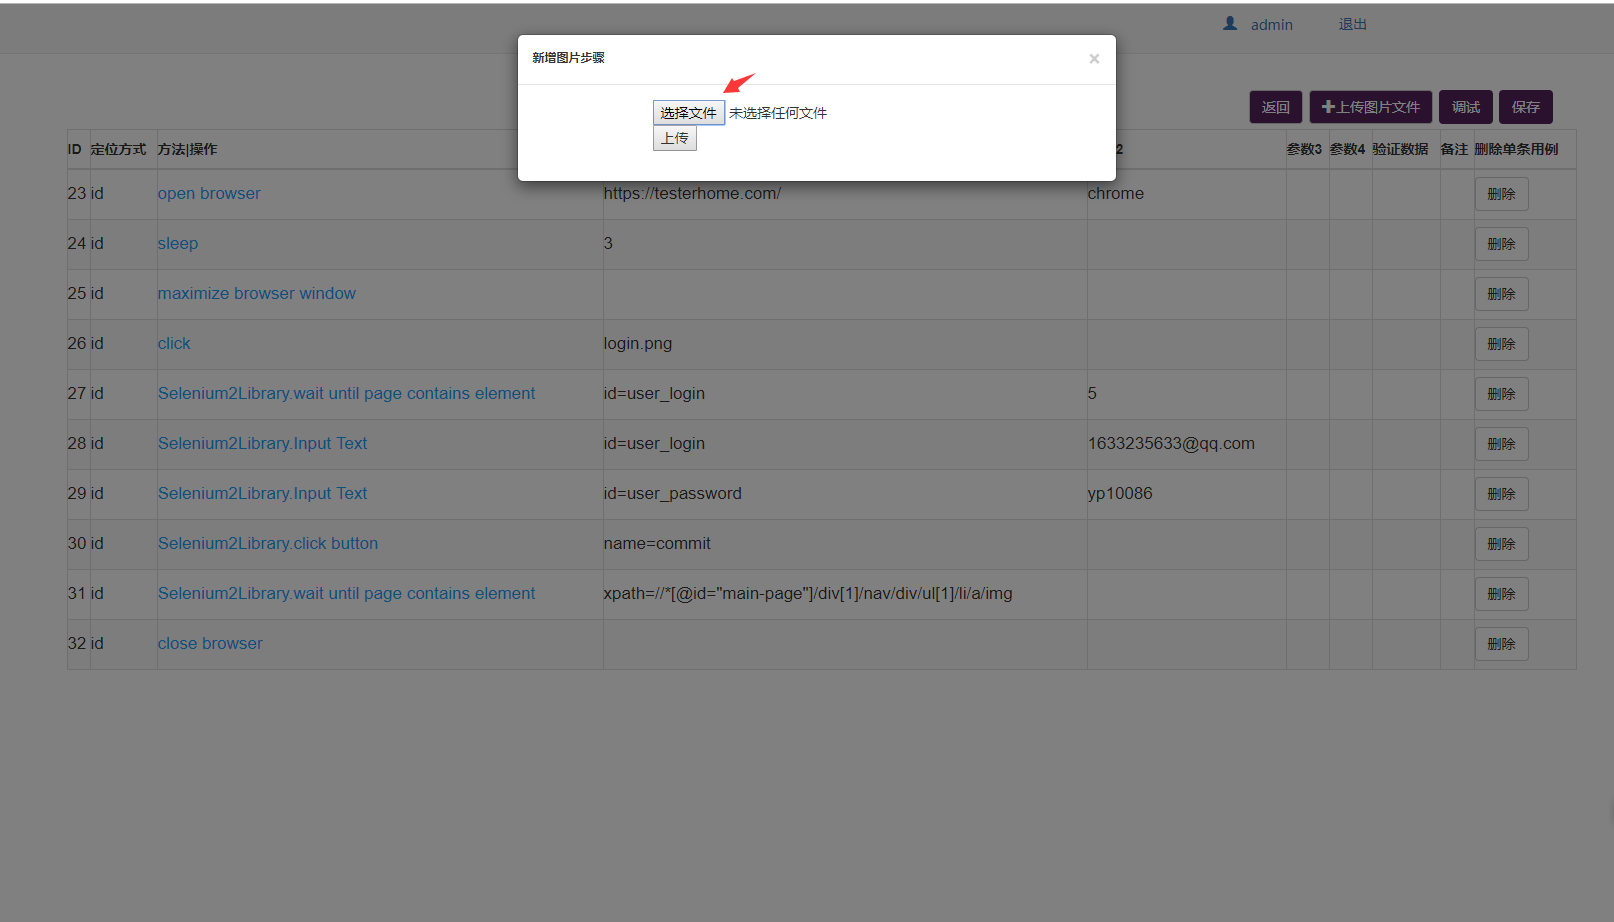 admin 退出
新增图片步骤 ×
选择文件 未选择任何文件
上传
返回 上传图片文件 调试 保存
ID 定位方式 方法|操作 2 参数3 参数4 验证数据 备注 删除单条用例
23 id open browser https://testerhome.com/ chrome 删除
24 id sleep 3 删除
25 id maximize browser window 删除
26 id click login.png 删除
27 id Selenium2Library.wait until page contains element id=user_login 5 删除
28 id Selenium2Library.Input Text id=user_login 1633235633@qq.com 删除
29 id Selenium2Library.Input Text id=user_password yp10086 删除
30 id Selenium2Library.click button name=commit 删除
31 id Selenium2Library.wait until page contains element xpath=//*[@id="main-page"]/div[1]/nav/div/ul[1]/li/a/img 删除
32 id close browser 删除